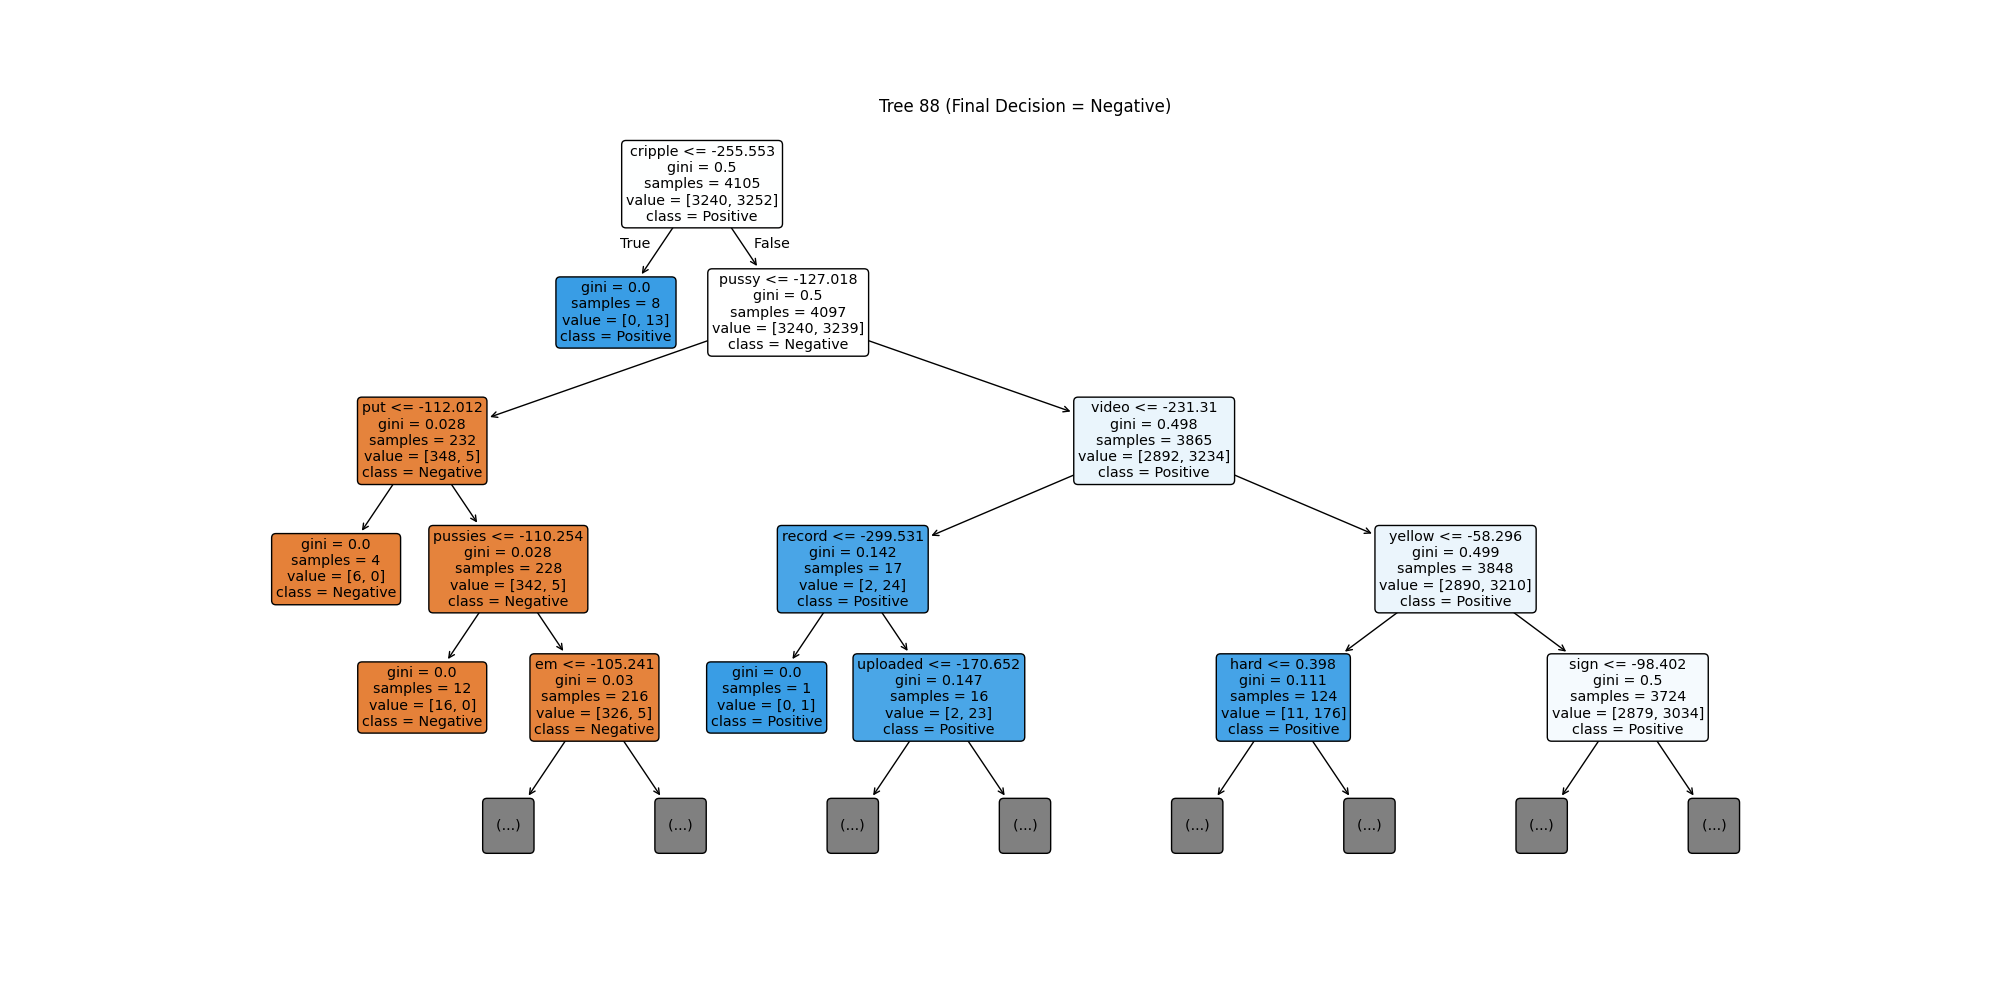 Tree 88 (Final Decision = Negative)
cripple <= -255.553
gini = 0.5
samples = 4105
value = [3240, 3252]
class = Positive
True
False
gini = 0.0
samples = 8
value = [0, 13]
class = Positive
pussy <= -127.018
gini = 0.5
samples = 4097
value = [3240, 3239]
class = Negative
put <= -112.012
gini = 0.028
samples = 232
value = [348, 5]
class = Negative
video <= -231.31
gini = 0.498
samples = 3865
value = [2892, 3234]
class = Positive
gini = 0.0
samples = 4
value = [6, 0]
class = Negative
pussies <= -110.254
gini = 0.028
samples = 228
value = [342, 5]
class = Negative
record <= -299.531
gini = 0.142
samples = 17
value = [2, 24]
class = Positive
yellow <= -58.296
gini = 0.499
samples = 3848
value = [2890, 3210]
class = Positive
gini = 0.0
samples = 12
value = [16, 0]
class = Negative
em <= -105.241
gini = 0.03
samples = 216
value = [326, 5]
class = Negative
gini = 0.0
samples = 1
value = [0, 1]
class = Positive
uploaded <= -170.652
gini = 0.147
samples = 16
value = [2, 23]
class = Positive
hard <= 0.398
gini = 0.111
samples = 124
value = [11, 176]
class = Positive
sign <= -98.402
gini = 0.5
samples = 3724
value = [2879, 3034]
class = Positive
(...)
(...)
(...)
(...)
(...)
(...)
(...)
(...)